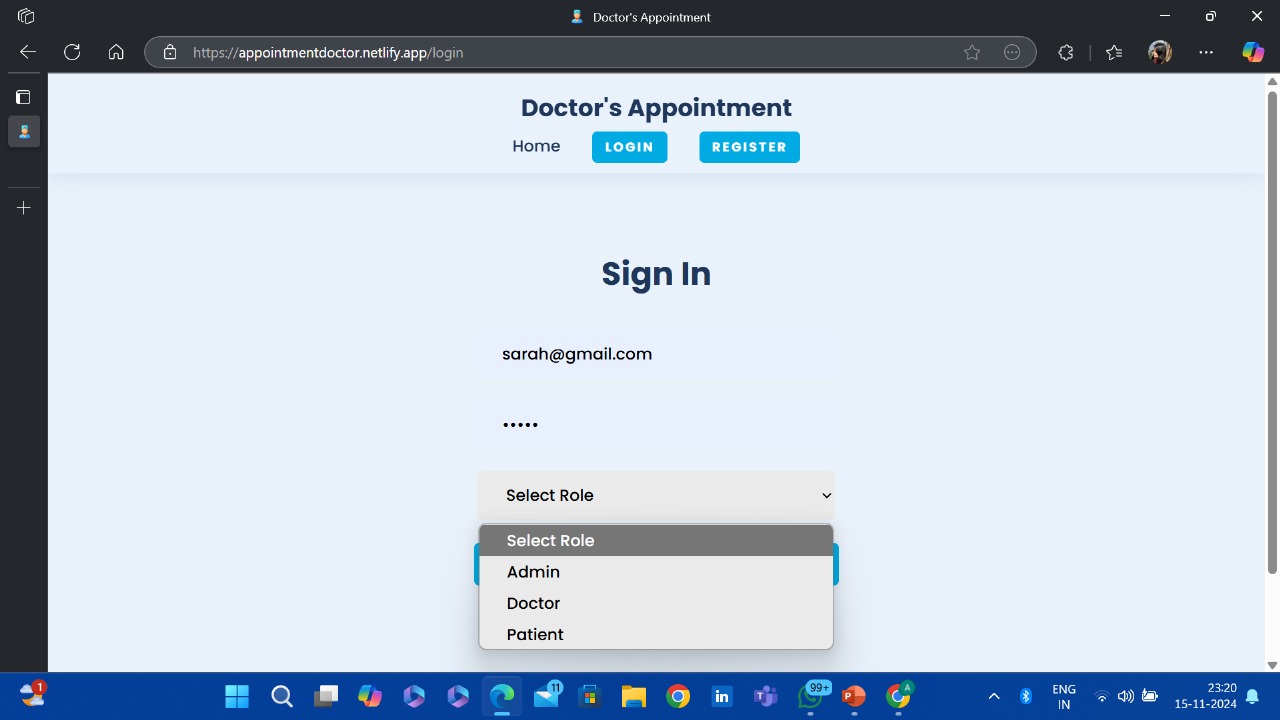 Doctor's Appointment
https://appointmentdoctor.netlify.app/login
Doctor's Appointment
Home LOGIN REGISTER
Sign In
sarah@gmail.com
•••••
Select Role
Select Role
Admin
Doctor
Patient
1
11
99+
A
ENG
IN
23:20
15-11-2024